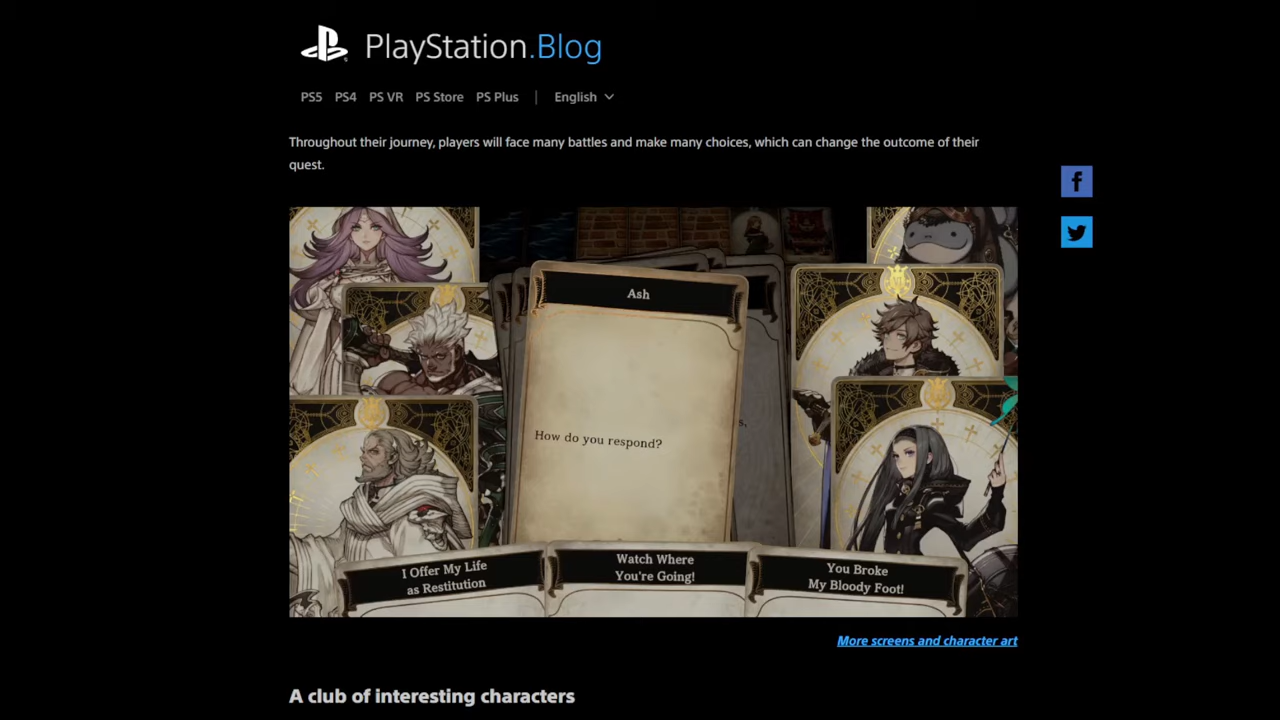 PlayStation.Blog
PS5 PS4 PS VR PS Store PS Plus | English
Throughout their journey, players will face many battles and make many choices, which can change the outcome of their
quest.
Ash
s,
How do you respond?
I Offer My Life
as Restitution
Watch Where
You're Going!
You Broke
My Bloody Foot!
More screens and character art
A club of interesting characters